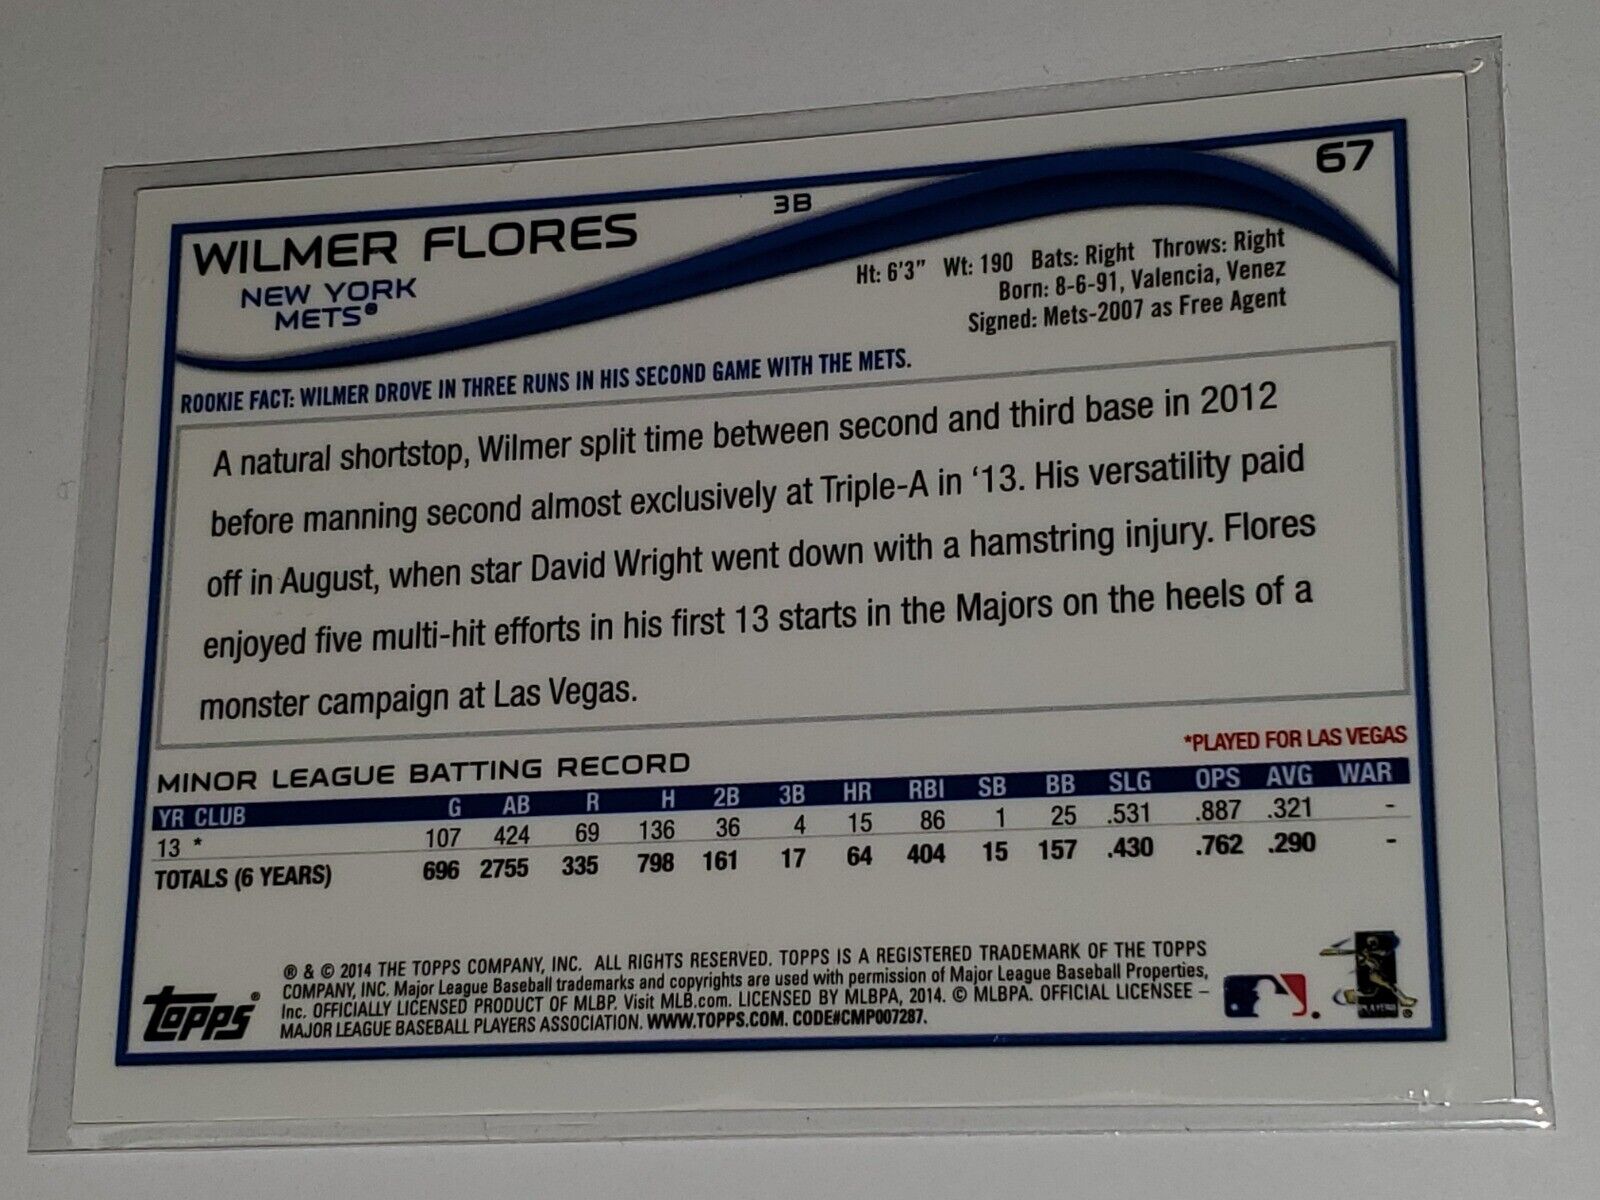 67
3B
WILMER FLORES
NEW YORK
METS®
Ht: 6'3" Wt: 190 Bats: Right Throws: Right
Born: 8-6-91, Valencia, Venez
Signed: Mets-2007 as Free Agent
ROOKIE FACT: WILMER DROVE IN THREE RUNS IN HIS SECOND GAME WITH THE METS.
A natural shortstop, Wilmer split time between second and third base in 2012
before manning second almost exclusively at Triple-A in '13. His versatility paid
off in August, when star David Wright went down with a hamstring injury. Flores
enjoyed five multi-hit efforts in his first 13 starts in the Majors on the heels of a
monster campaign at Las Vegas.
*PLAYED FOR LAS VEGAS
MINOR LEAGUE BATTING RECORD
YR CLUB G AB R H 2B 3B HR RBI SB BB SLG OPS AVG WAR
13 * 107 424 69 136 36 4 15 86 1 25 .531 .887 .321 -
TOTALS (6 YEARS) 696 2755 335 798 161 17 64 404 15 157 .430 .762 .290 -
® & © 2014 THE TOPPS COMPANY, INC. ALL RIGHTS RESERVED. TOPPS IS A REGISTERED TRADEMARK OF THE TOPPS
COMPANY, INC. Major League Baseball trademarks and copyrights are used with permission of Major League Baseball Properties,
Inc. OFFICIALLY LICENSED PRODUCT OF MLBP. Visit MLB.com. LICENSED BY MLBPA, 2014. © MLBPA. OFFICIAL LICENSEE –
MAJOR LEAGUE BASEBALL PLAYERS ASSOCIATION. WWW.TOPPS.COM. CODE#CMP007287.
Topps®
PLAYERS